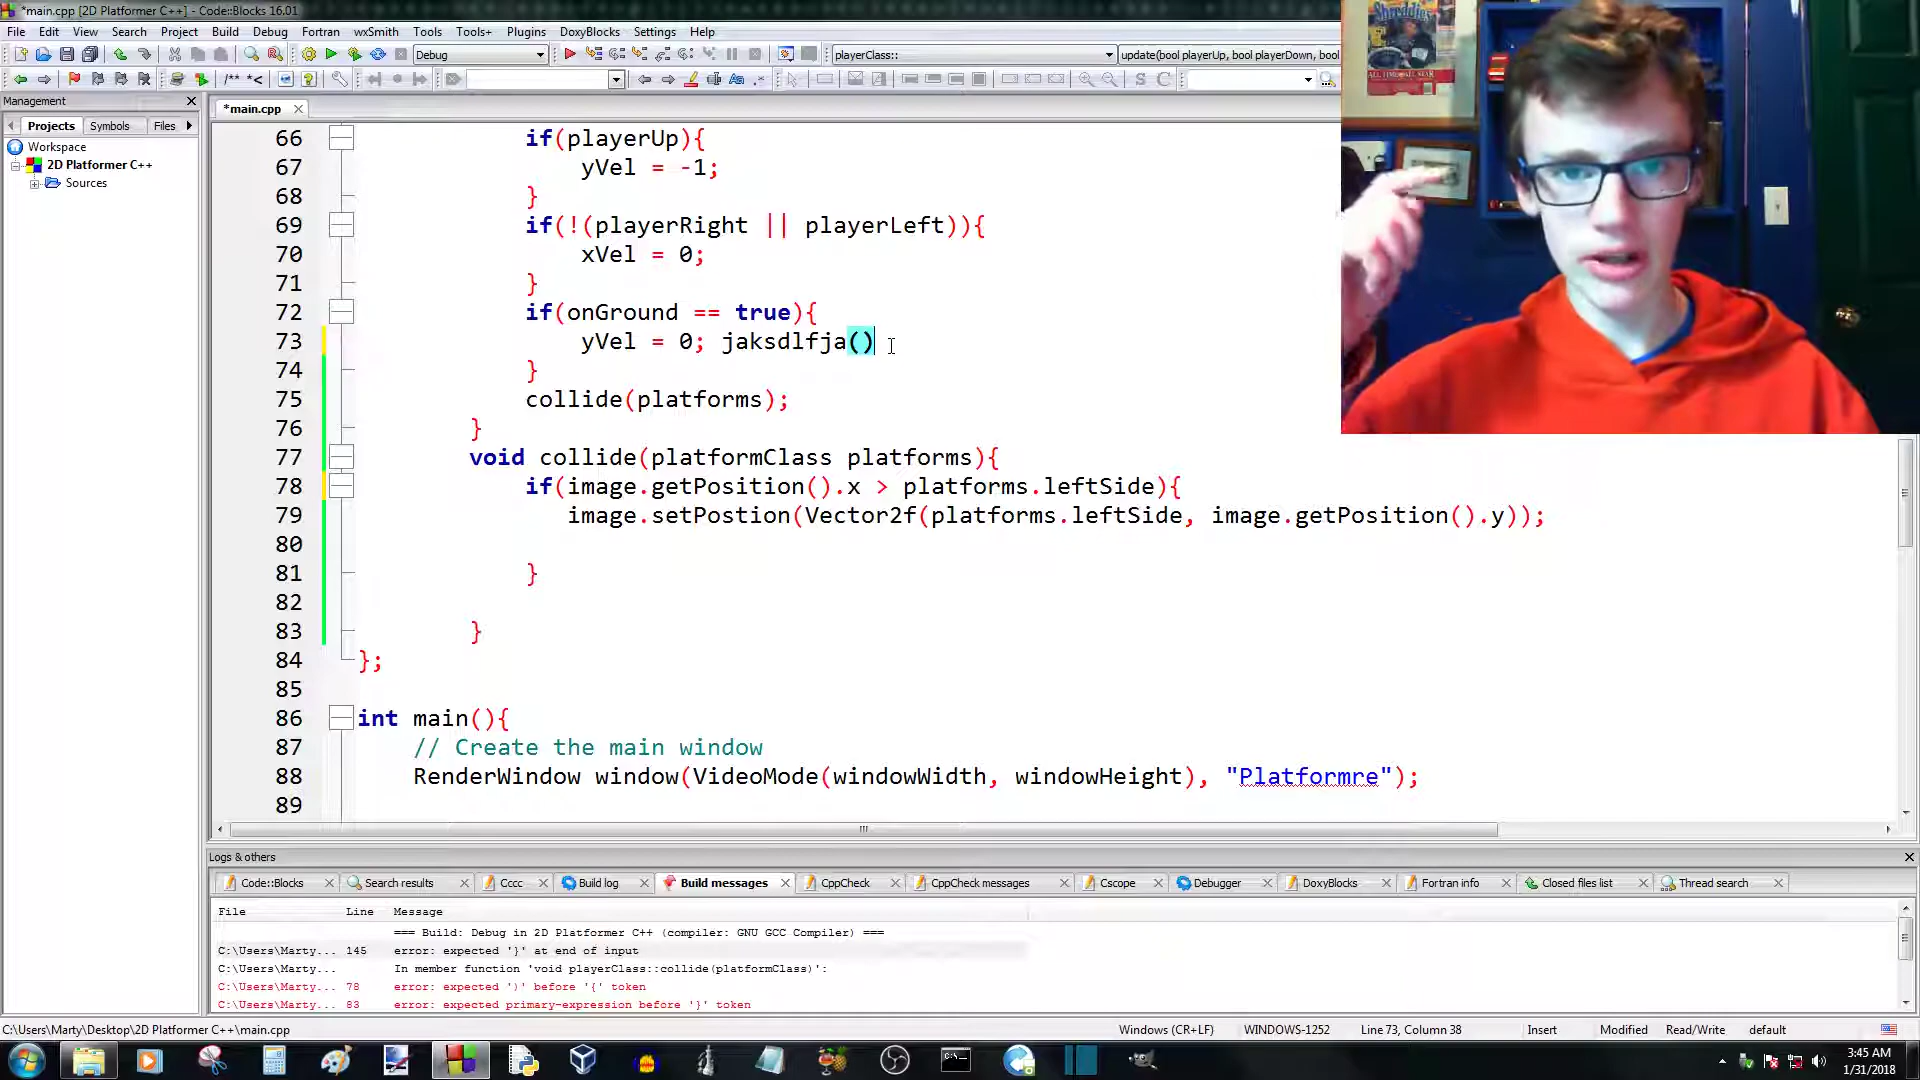 *main.cpp [2D Platformer C++] - Code::Blocks 16.01
File Edit View Search Project Build Debug Fortran wxSmith Tools Tools+ Plugins DoxyBlocks Settings Help
Debug playerClass:: update(bool playerUp, bool playerDown, boo
/** *<
Management
Projects Symbols Files
Workspace
2D Platformer C++
Sources
*main.cpp
66 if(playerUp){
67 yVel = -1;
68 }
69 if(!(playerRight || playerLeft)){
70 xVel = 0;
71 }
72 if(onGround == true){
73 yVel = 0; jaksdlfja()
74 }
75 collide(platforms);
76 }
77 void collide(platformClass platforms){
78 if(image.getPosition().x > platforms.leftSide){
79 image.setPostion(Vector2f(platforms.leftSide, image.getPosition().y));
80
81 }
82
83 }
84 };
85
86 int main(){
87 // Create the main window
88 RenderWindow window(VideoMode(windowWidth, windowHeight), "Platformre");
89
Shreddies
Logs & others
Code::Blocks Search results Cccc Build log Build messages CppCheck CppCheck messages Cscope Debugger DoxyBlocks Fortran info Closed files list Thread search
File Line Message
=== Build: Debug in 2D Platformer C++ (compiler: GNU GCC Compiler) ===
C:\Users\Marty... 145 error: expected '}' at end of input
C:\Users\Marty... In member function 'void playerClass::collide(platformClass)':
C:\Users\Marty... 78 error: expected ')' before '{' token
C:\Users\Marty... 83 error: expected primary-expression before '}' token
C:\Users\Marty\Desktop\2D Platformer C++\main.cpp Windows (CR+LF) WINDOWS-1252 Line 73, Column 38 Insert Modified Read/Write default
3:45 AM
1/31/2018